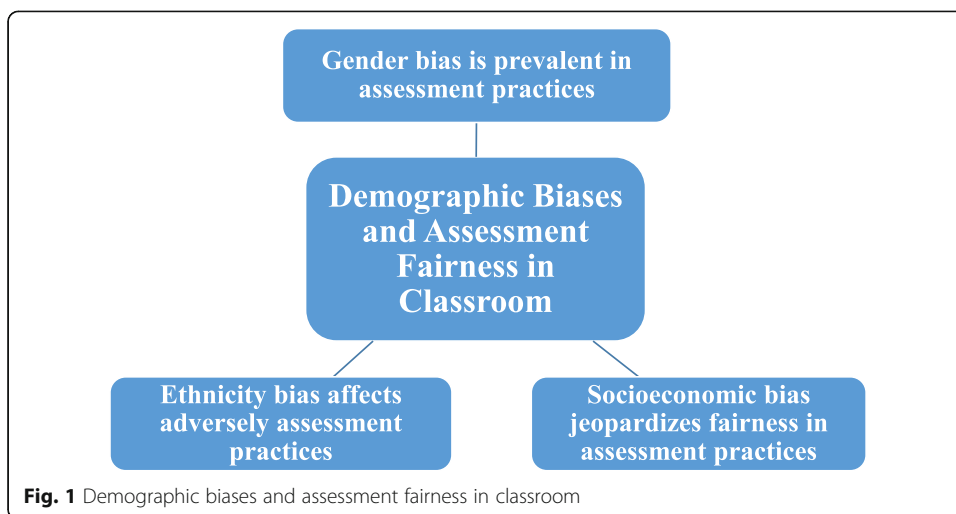 Gender bias is prevalent in
assessment practices
Demographic Biases
and Assessment
Fairness in
Classroom
Ethnicity bias affects
adversely assessment
practices
Socioeconomic bias
jeopardizes fairness in
assessment practices
Fig. 1 Demographic biases and assessment fairness in classroom